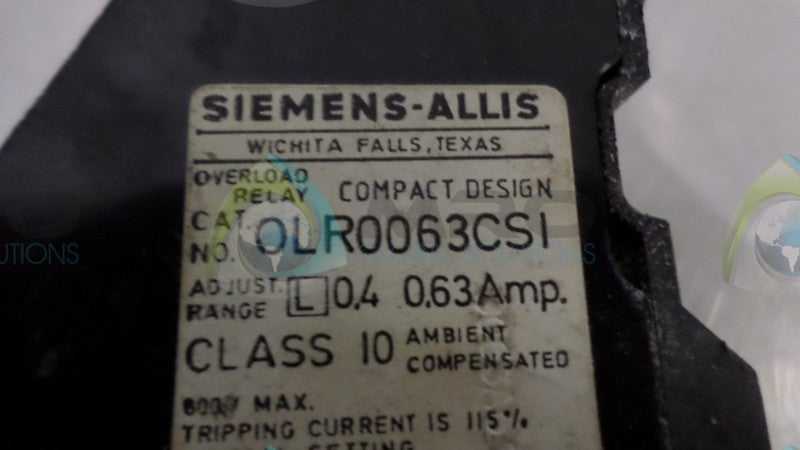 SIEMENS-ALLIS
WICHITA FALLS, TEXAS
OVERLOAD RELAY COMPACT DESIGN
CAT. NO. OLR0063CSI
ADJUST. RANGE L 0,4 0,63 Amp.
CLASS 10 AMBIENT COMPENSATED
MAX.
TRIPPING CURRENT IS 115%
SETTING